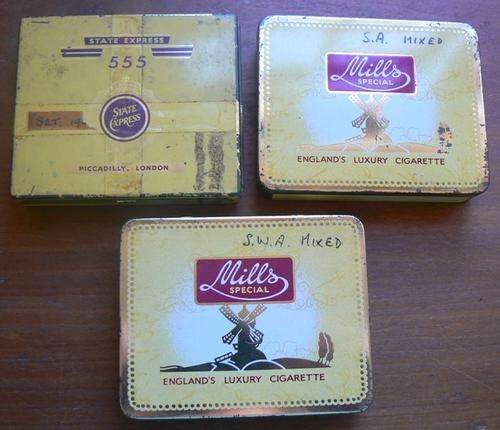 STATE EXPRESS
555
STATE
EXPRESS
PICCADILLY, LONDON
S.A. MIXED
Mills
SPECIAL
ENGLAND'S LUXURY CIGARETTE
S.W.A. MIXED
Mills
SPECIAL
ENGLAND'S LUXURY CIGARETTE